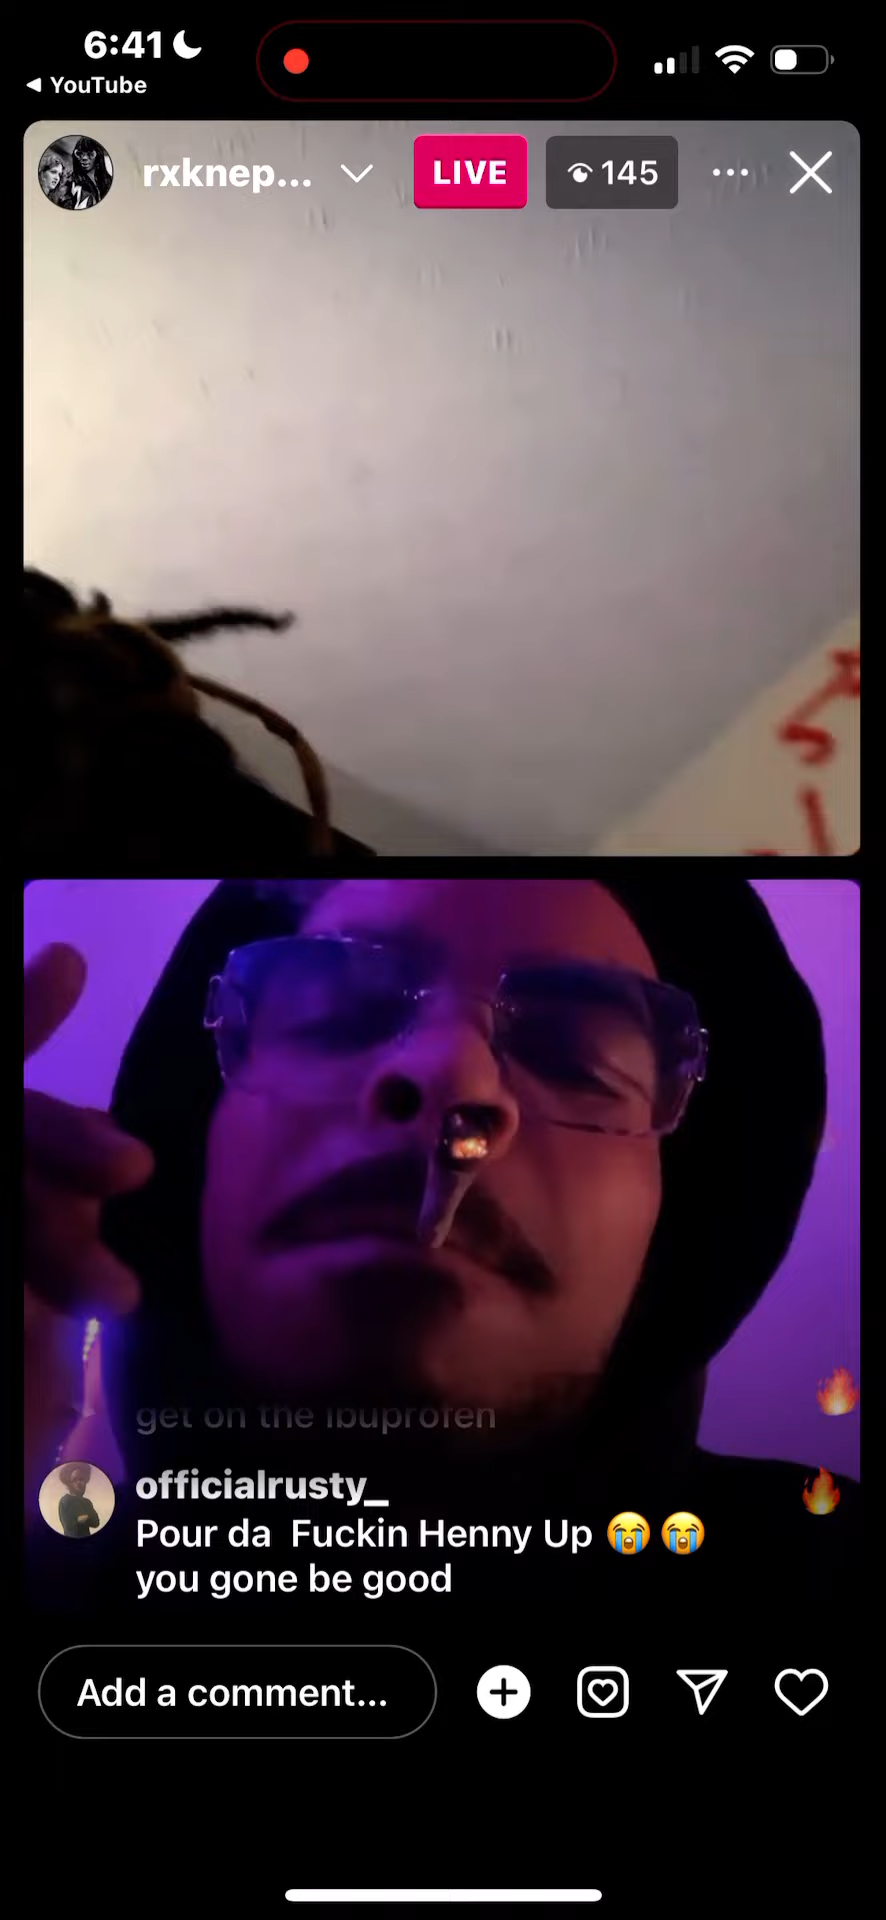 6:41
YouTube
rxknep...
LIVE
145
get on the ibuprofen
officialrusty_
Pour da  Fuckin Henny Up 😭😭
you gone be good
Add a comment...